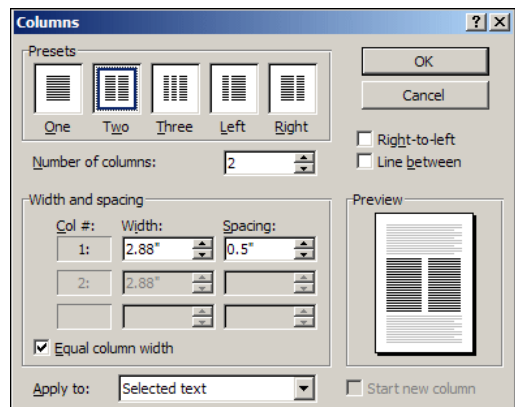 Columns
Presets
One Two Three Left Right
OK
Cancel
Number of columns: 2
Right-to-left
Line between
Width and spacing
Col #: Width: Spacing:
1: 2.88" 0.5"
2: 2.88"
Equal column width
Preview
Apply to: Selected text
Start new column